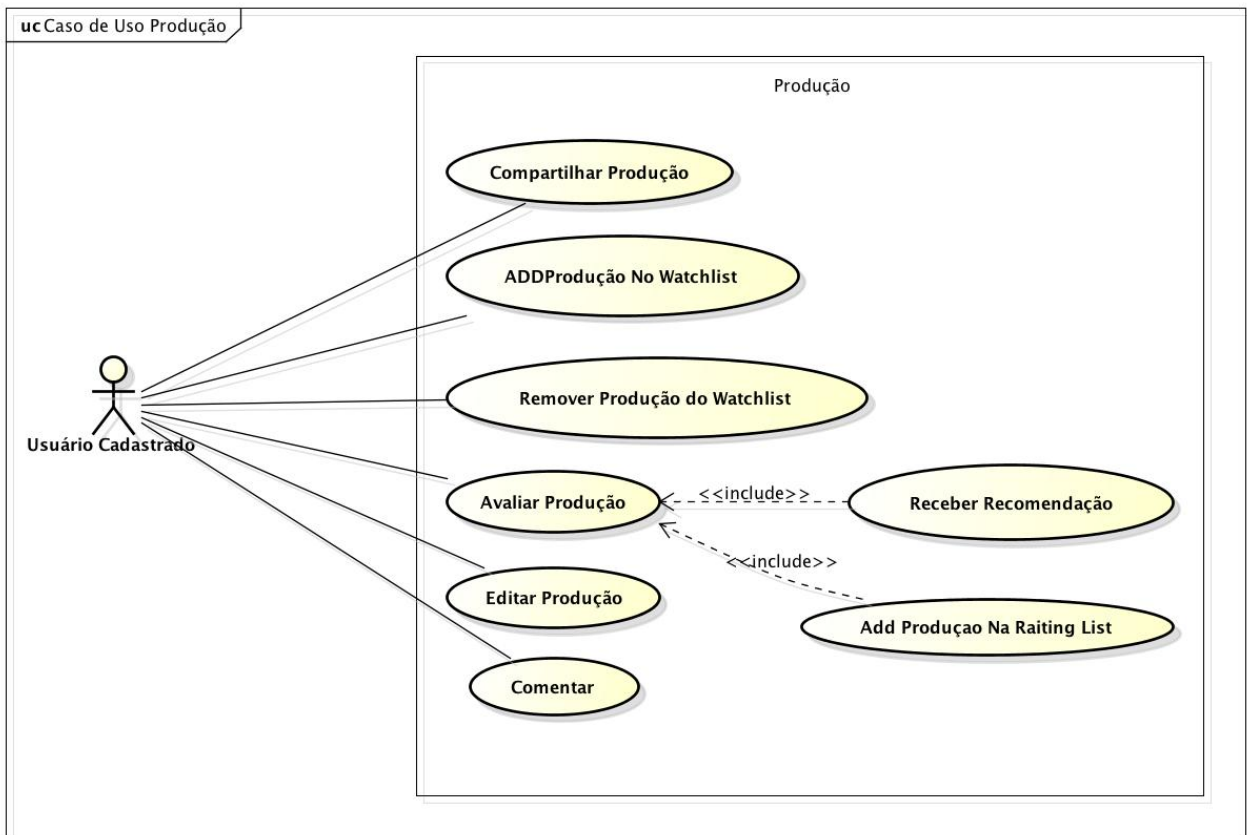 uc Caso de Uso Produção
Produção
Compartilhar Produção
ADDProdução No Watchlist
Remover Produção do Watchlist
Usuário Cadastrado
Avaliar Produção
<<include>>
Receber Recomendação
<<include>>
Editar Produção
Add Produçao Na Raiting List
Comentar